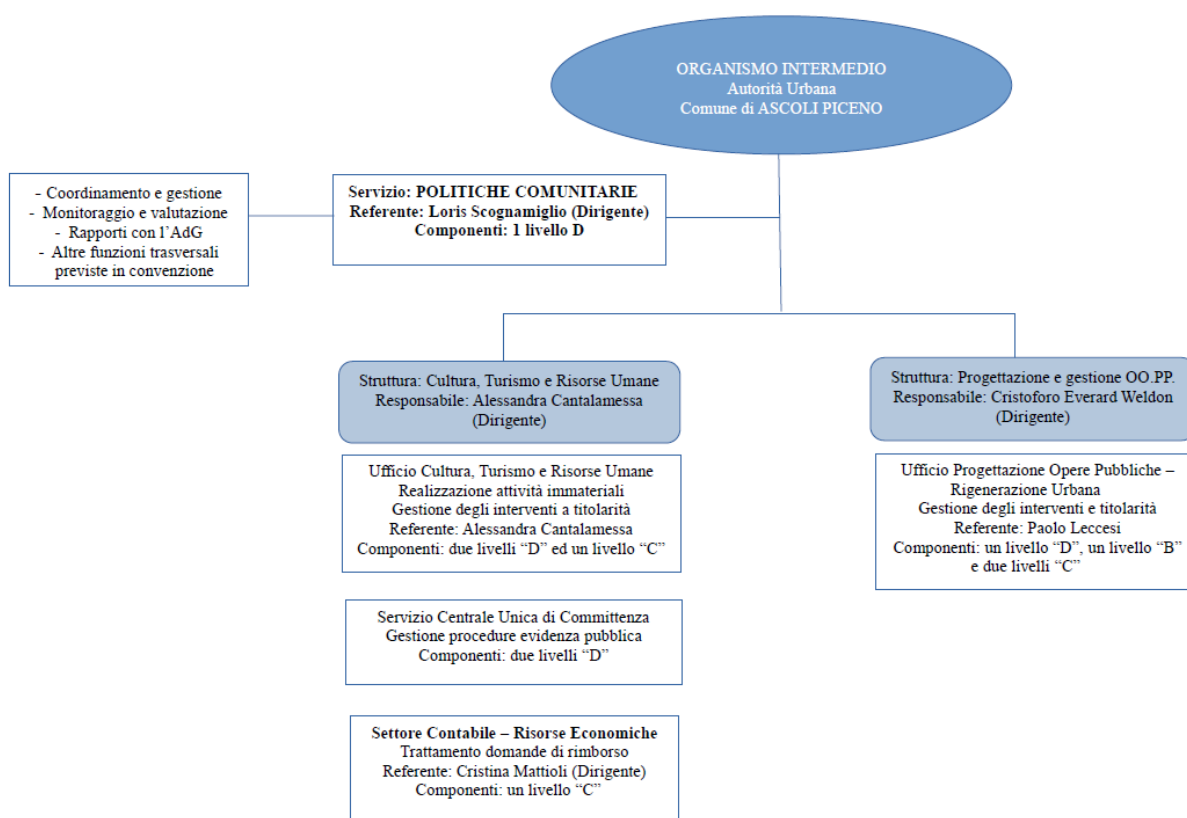 ORGANISMO INTERMEDIO
Autorità Urbana
Comune di ASCOLI PICENO
- Coordinamento e gestione
- Monitoraggio e valutazione
- Rapporti con l'AdG
- Altre funzioni trasversali
previste in convenzione
Servizio: POLITICHE COMUNITARIE
Referente: Loris Scognamiglio (Dirigente)
Componenti: 1 livello D
Struttura: Cultura, Turismo e Risorse Umane
Responsabile: Alessandra Cantalamessa
(Dirigente)
Struttura: Progettazione e gestione OO.PP.
Responsabile: Cristoforo Everard Weldon
(Dirigente)
Ufficio Cultura, Turismo e Risorse Umane
Realizzazione attività immateriali
Gestione degli interventi a titolarità
Referente: Alessandra Cantalamessa
Componenti: due livelli “D” ed un livello “C”
Ufficio Progettazione Opere Pubbliche –
Rigenerazione Urbana
Gestione degli interventi e titolarità
Referente: Paolo Leccesi
Componenti: un livello “D”, un livello “B”
e due livelli “C”
Servizio Centrale Unica di Committenza
Gestione procedure evidenza pubblica
Componenti: due livelli “D”
Settore Contabile – Risorse Economiche
Trattamento domande di rimborso
Referente: Cristina Mattioli (Dirigente)
Componenti: un livello “C”